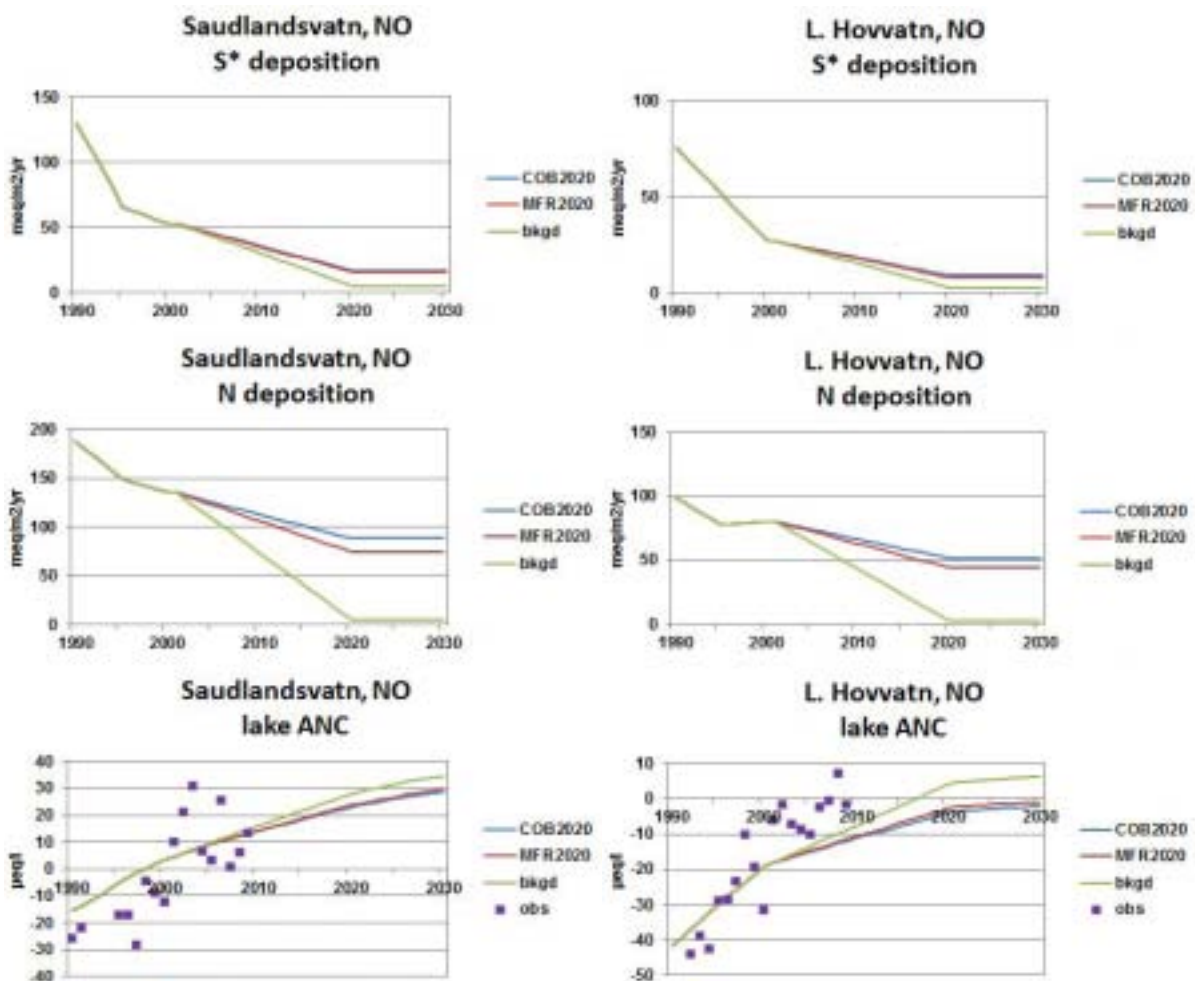 Saudlandsvatn, NO
S* deposition
150
100
50
0
meq/m2/yr
1990 2000 2010 2020 2030
COB2020
MFR2020
bkgd
L. Hovvatn, NO
S* deposition
100
50
0
meq/m2/yr
1990 2000 2010 2020 2030
COB2020
MFR2020
bkgd
Saudlandsvatn, NO
N deposition
200
150
100
50
0
meq/m2/yr
1990 2000 2010 2020 2030
COB2020
MFR2020
bkgd
L. Hovvatn, NO
N deposition
150
100
50
0
meq/m2/yr
1990 2000 2010 2020 2030
COB2020
MFR2020
bkgd
Saudlandsvatn, NO
lake ANC
40
30
20
10
0
-10
-20
-30
-40
µeq/l
1990 2000 2010 2020 2030
COB2020
MFR2020
bkgd
obs
L. Hovvatn, NO
lake ANC
10
0
-10
-20
-30
-40
-50
µeq/l
1990 2000 2010 2020 2030
COB2020
MFR2020
bkgd
obs